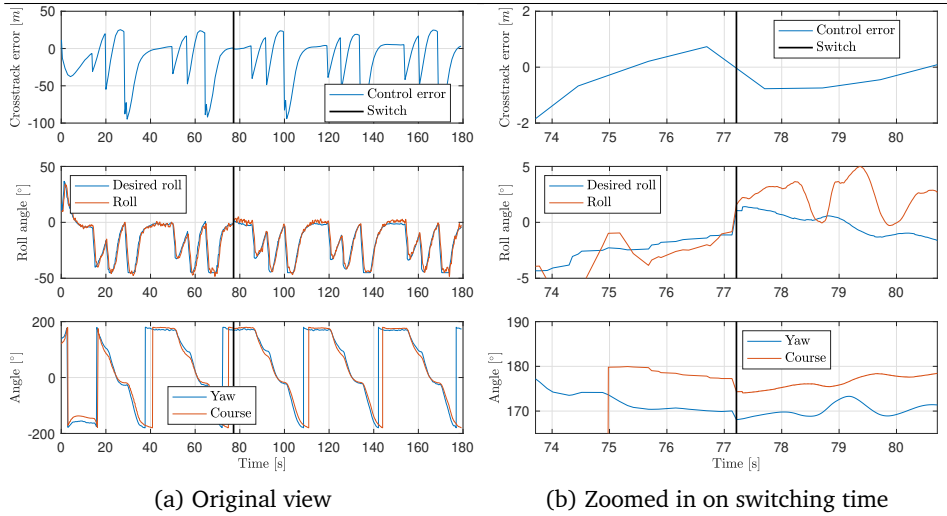 Crosstrack error [m]
50
0
-50
-100
0 20 40 60 80 100 120 140 160 180
Control error
Switch
Roll angle [°]
50
0
-50
0 20 40 60 80 100 120 140 160 180
Desired roll
Roll
Angle [°]
200
0
-200
0 20 40 60 80 100 120 140 160 180
Yaw
Course
Time [s]
(a) Original view
Crosstrack error [m]
2
0
-2
74 75 76 77 78 79 80
Control error
Switch
Roll angle [°]
5
0
-5
74 75 76 77 78 79 80
Desired roll
Roll
Angle [°]
190
180
170
74 75 76 77 78 79 80
Yaw
Course
Time [s]
(b) Zoomed in on switching time